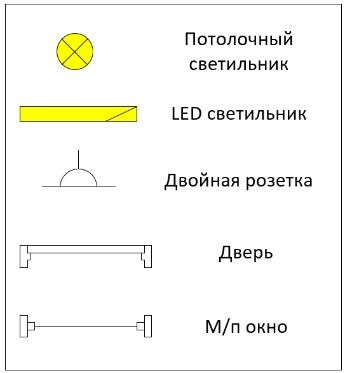 Потолочный
светильник
LED светильник
Двойная розетка
Дверь
М/п окно